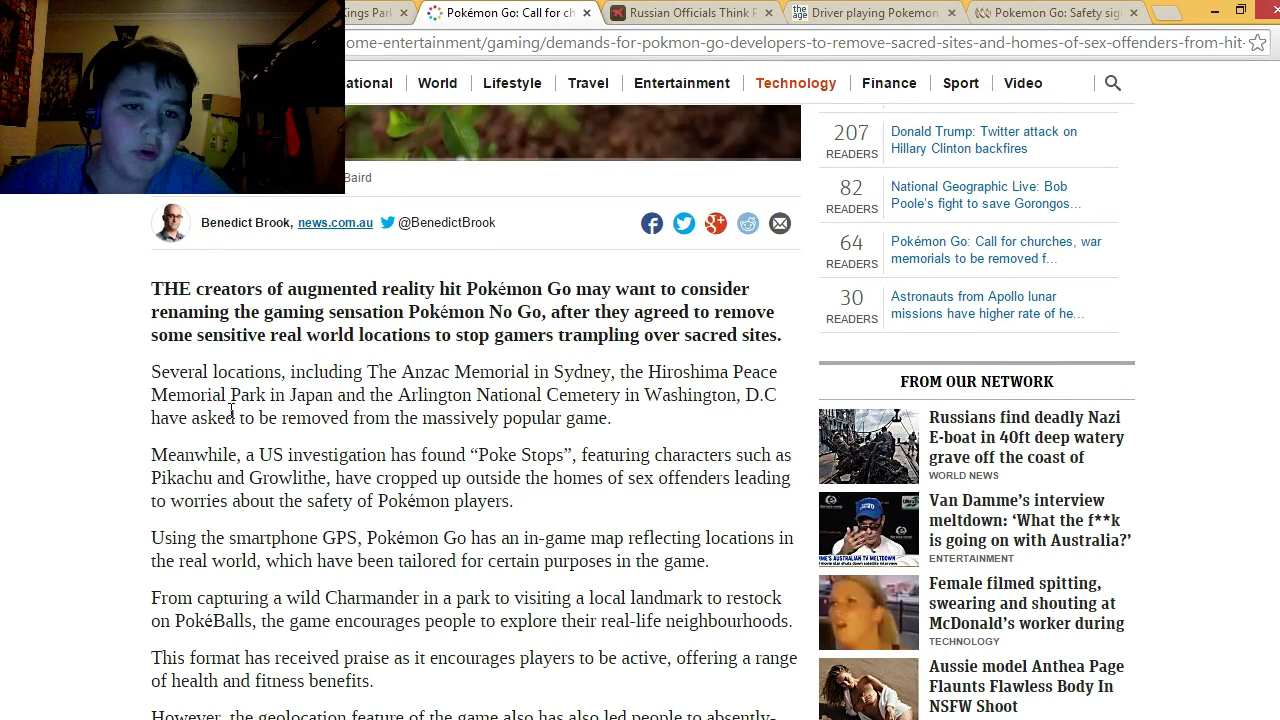 ings Park
Pokémon Go: Call for ch
Russian Officials Think P
the age
Driver playing Pokemon
Pokemon Go: Safety sig
ome-entertainment/gaming/demands-for-pokmon-go-developers-to-remove-sacred-sites-and-homes-of-sex-offenders-from-hit-
ational
World
Lifestyle
Travel
Entertainment
Technology
Finance
Sport
Video
Baird
Benedict Brook, news.com.au @BenedictBrook
THE creators of augmented reality hit Pokémon Go may want to consider
renaming the gaming sensation Pokémon No Go, after they agreed to remove
some sensitive real world locations to stop gamers trampling over sacred sites.
Several locations, including The Anzac Memorial in Sydney, the Hiroshima Peace
Memorial Park in Japan and the Arlington National Cemetery in Washington, D.C
have asked to be removed from the massively popular game.
Meanwhile, a US investigation has found “Poke Stops”, featuring characters such as
Pikachu and Growlithe, have cropped up outside the homes of sex offenders leading
to worries about the safety of Pokémon players.
Using the smartphone GPS, Pokémon Go has an in-game map reflecting locations in
the real world, which have been tailored for certain purposes in the game.
From capturing a wild Charmander in a park to visiting a local landmark to restock
on PokéBalls, the game encourages people to explore their real-life neighbourhoods.
This format has received praise as it encourages players to be active, offering a range
of health and fitness benefits.
However, the geolocation feature of the game also has also led people to absently-
207
READERS
Donald Trump: Twitter attack on
Hillary Clinton backfires
82
READERS
National Geographic Live: Bob
Poole’s fight to save Gorongos...
64
READERS
Pokémon Go: Call for churches, war
memorials to be removed f...
30
READERS
Astronauts from Apollo lunar
missions have higher rate of he...
FROM OUR NETWORK
Russians find deadly Nazi
E-boat in 40ft deep watery
grave off the coast of
WORLD NEWS
Van Damme’s interview
meltdown: ‘What the f**k
is going on with Australia?’
ENTERTAINMENT
Female filmed spitting,
swearing and shouting at
McDonald’s worker during
TECHNOLOGY
Aussie model Anthea Page
Flaunts Flawless Body In
NSFW Shoot